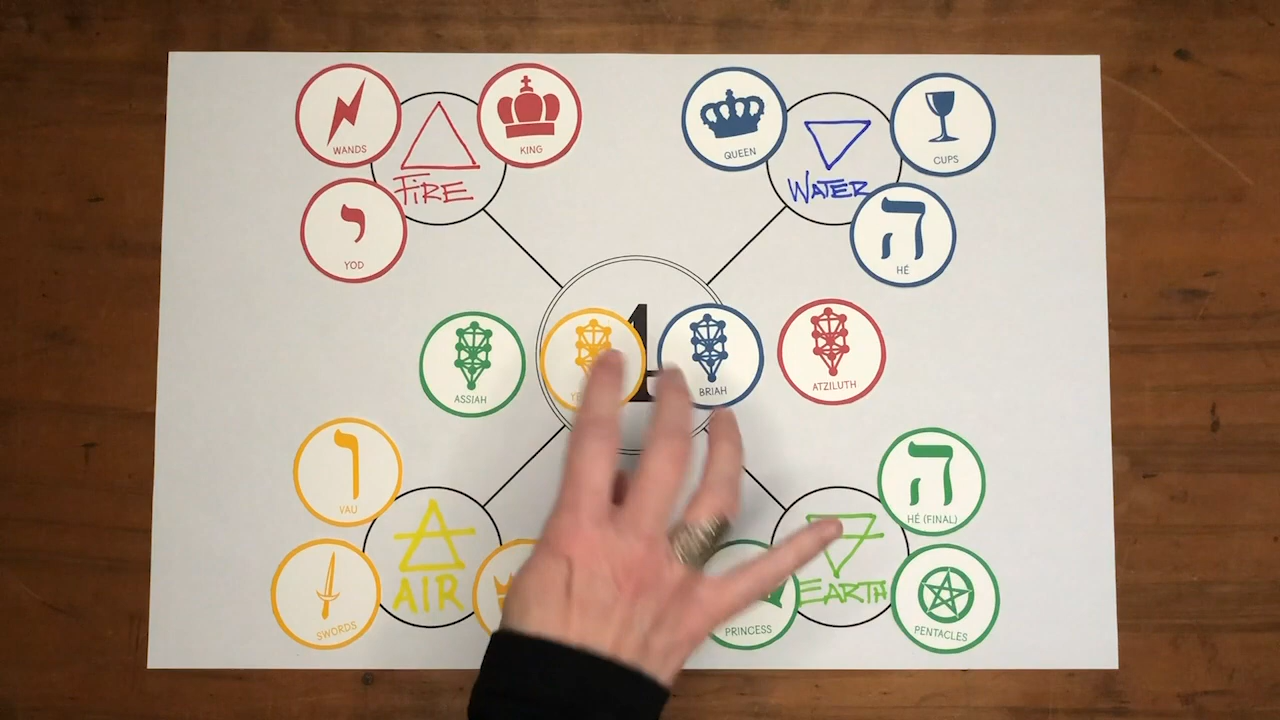 WANDS
KING
FIRE
י
YOD
QUEEN
CUPS
WATER
ה
HÉ
4
ASSIAH
BRIAH
ATZILUTH
ו
VAU
AIR
SWORDS
ה
HÉ (FINAL)
EARTH
PRINCESS
PENTACLES